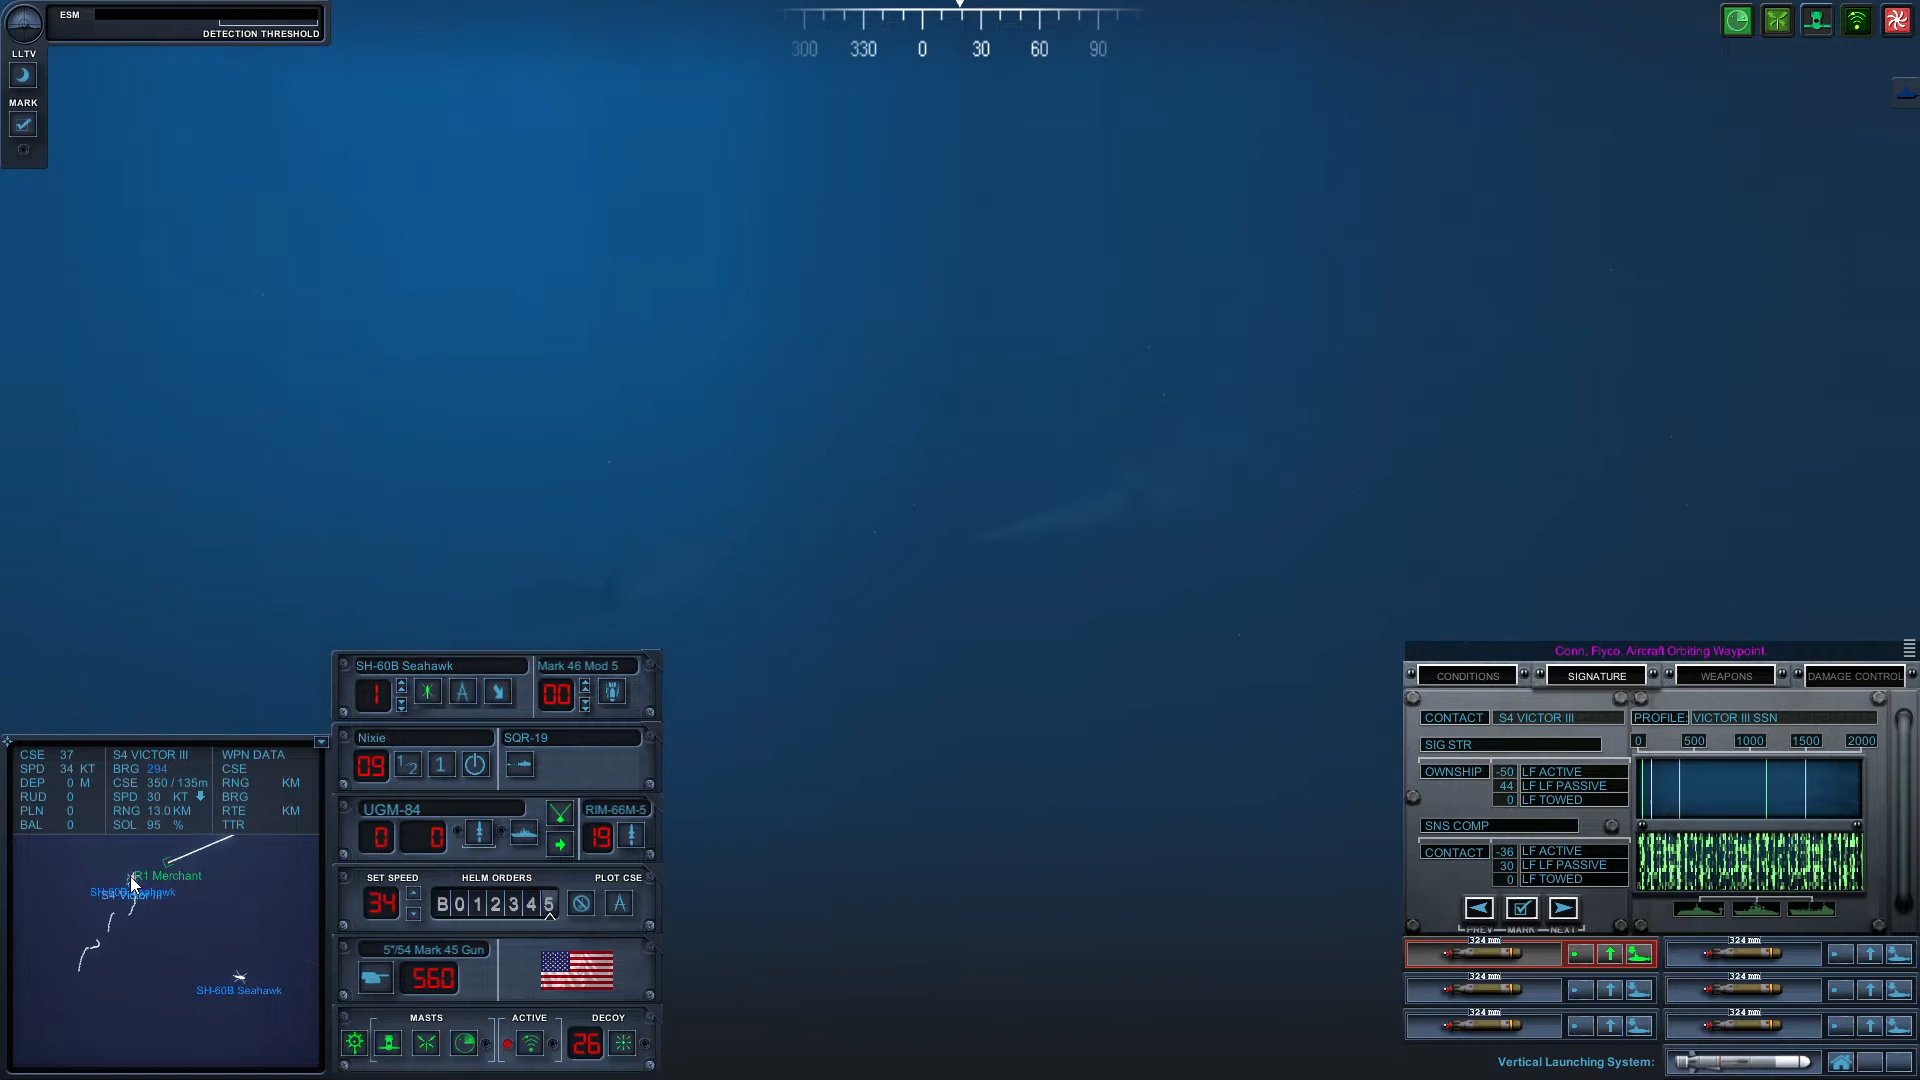 ESM
DETECTION THRESHOLD
LLTV
MARK
300 330 0 30 60 90
SH-60B Seahawk
Mark 46 Mod 5
1
00
Nixie
SQR-19
09
1/2
1
UGM-84
RIM-66M-5
0
0
19
SET SPEED
HELM ORDERS
PLOT CSE
34
B 0 1 2 3 4 5
5"/54 Mark 45 Gun
560
MASTS
ACTIVE
DECOY
26
CSE 37
SPD 34 KT
DEP 0 M
RUD 0
PLN 0
BAL 0
S4 VICTOR III
BRG 294
CSE 350 / 135m
SPD 30 KT
RNG 13.0 KM
SOL 95 %
WPN DATA
CSE
RNG KM
BRG
RTE KM
TTR
R1 Merchant
SH-60B Seahawk
S4 Victor III
SH-60B Seahawk
Conn, Flyco, Aircraft Orbiting Waypoint.
CONDITIONS
SIGNATURE
WEAPONS
DAMAGE CONTROL
CONTACT S4 VICTOR III
SIG STR
OWNSHIP -50 LF ACTIVE
44 LF LF PASSIVE
0 LF TOWED
SNS COMP
CONTACT -36 LF ACTIVE
30 LF LF PASSIVE
0 LF TOWED
PREV MARK NEXT
PROFILE: VICTOR III SSN
0 500 1000 1500 2000
324 mm
324 mm
324 mm
324 mm
324 mm
324 mm
Vertical Launching System: